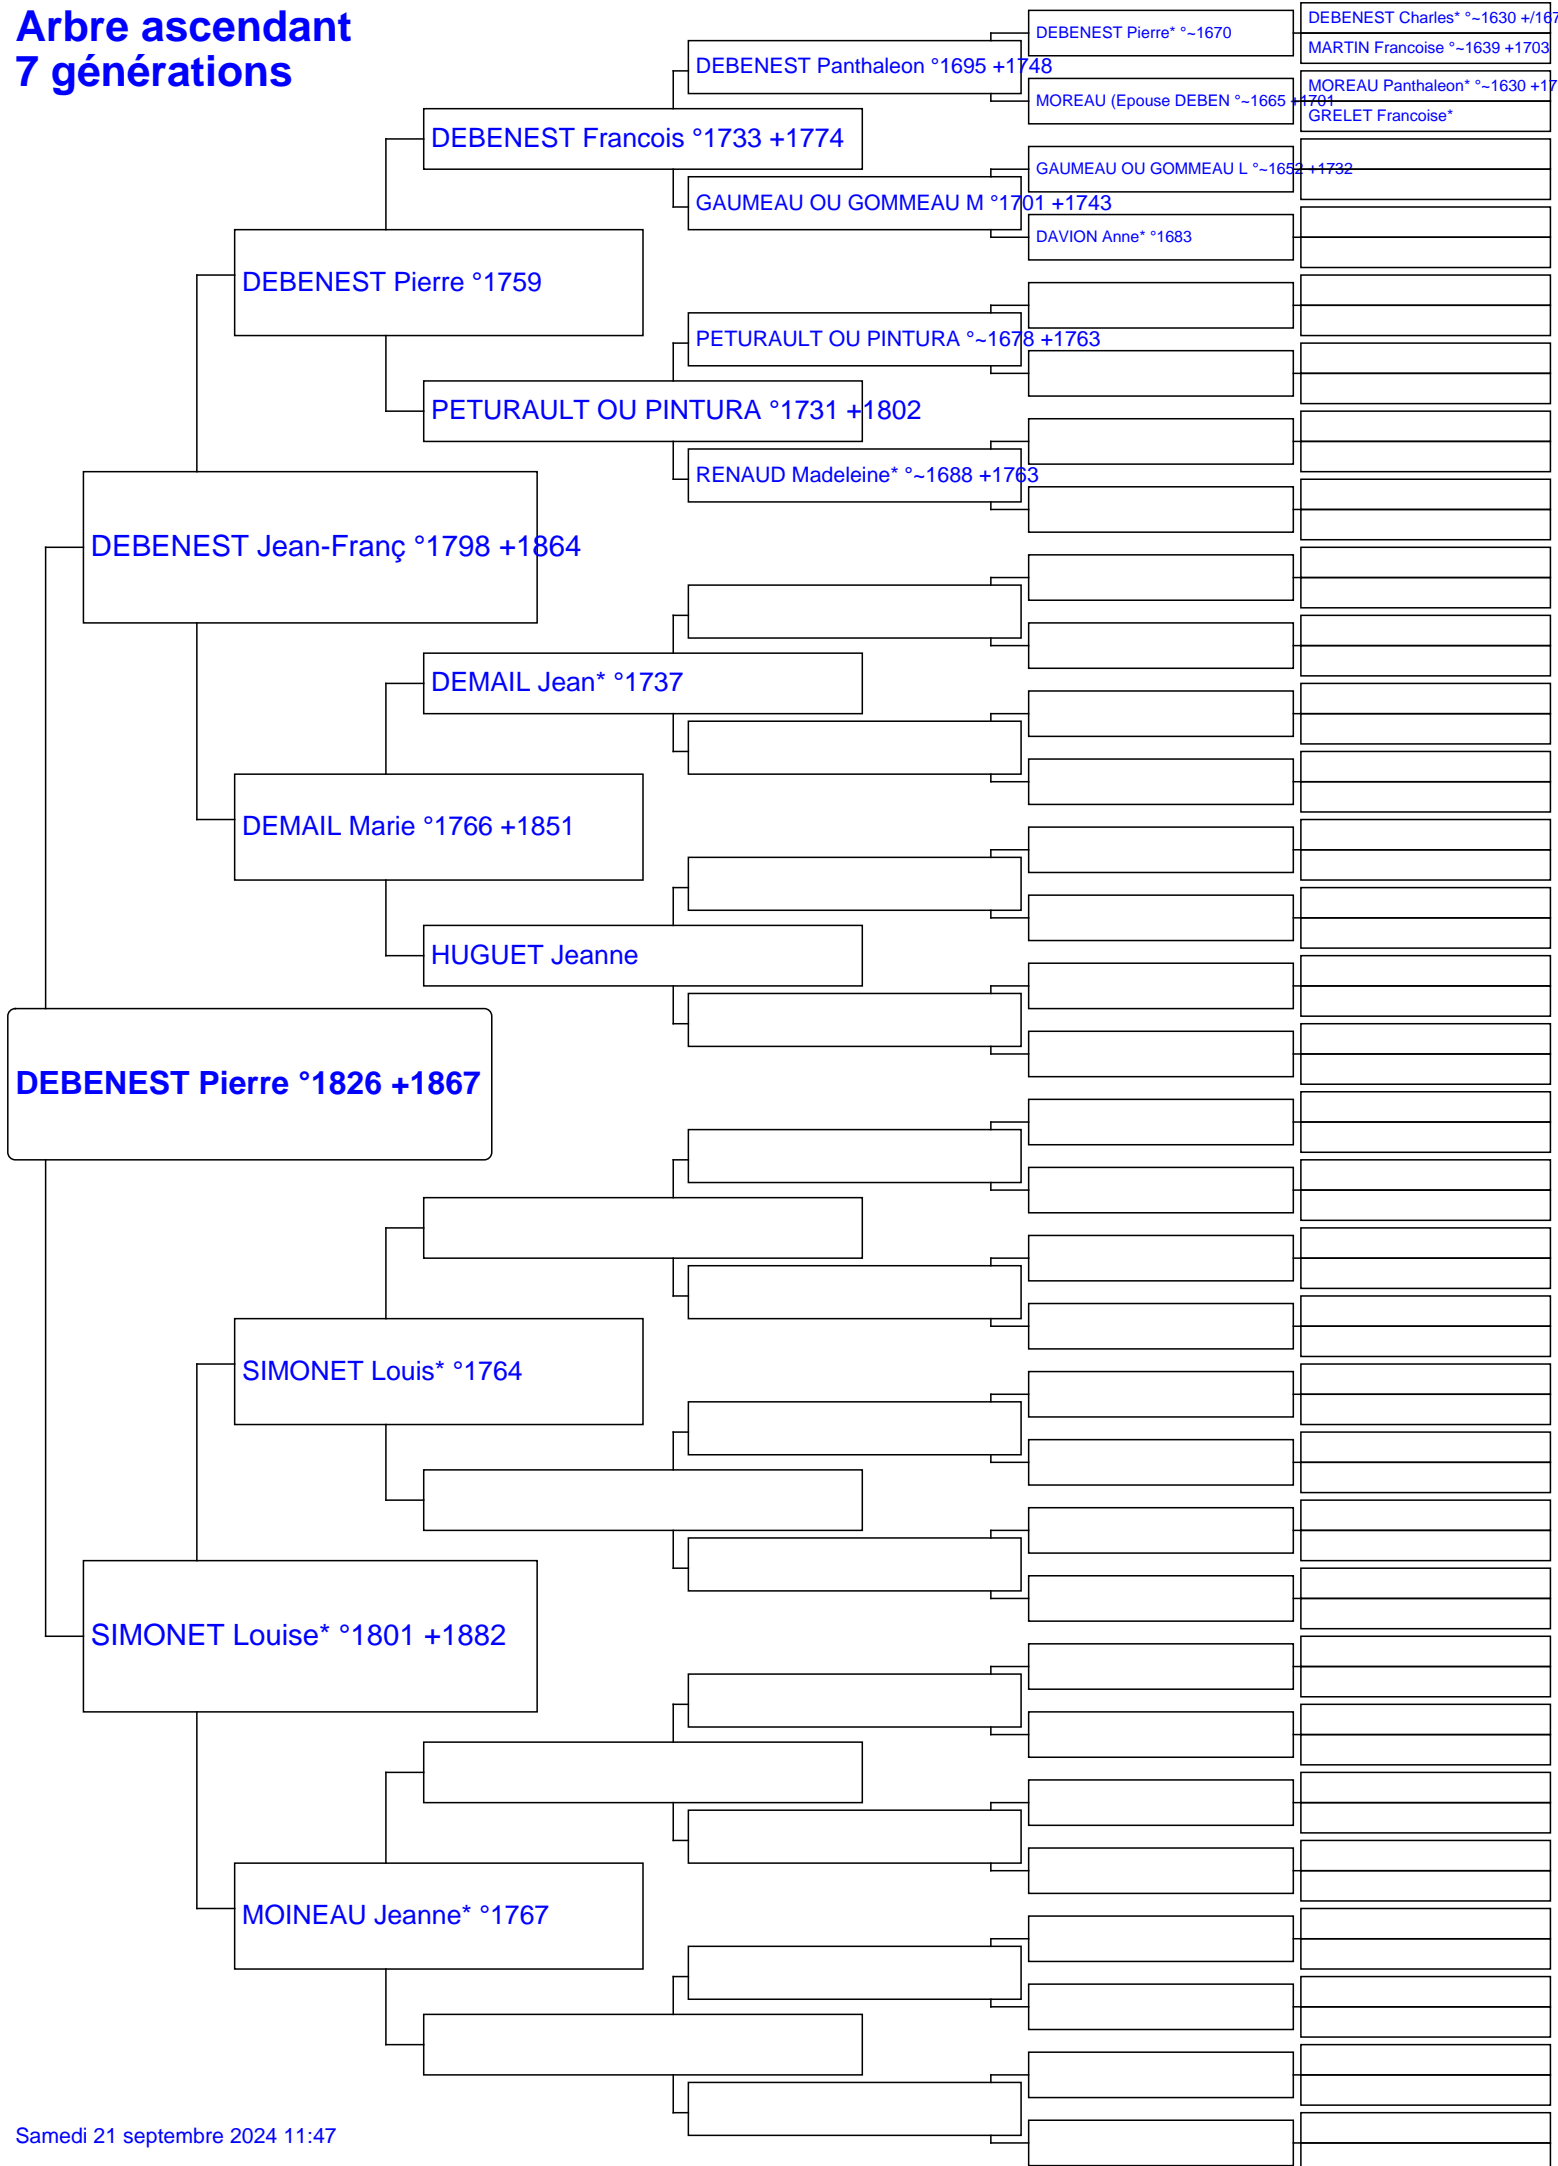 Arbre ascendant
7 générations
DEBENEST Pierre* °~1670
DEBENEST Charles* °~1630 +/167
MARTIN Francoise °~1639 +1703
DEBENEST Panthaleon °1695 +1748
MOREAU (Epouse DEBEN °~1665 +1701
MOREAU Panthaleon* °~1630 +17
GRELET Francoise*
DEBENEST Francois °1733 +1774
GAUMEAU OU GOMMEAU L °~1652 +1732
GAUMEAU OU GOMMEAU M °1701 +1743
DAVION Anne* °1683
DEBENEST Pierre °1759
PETURAULT OU PINTURA °~1678 +1763
PETURAULT OU PINTURA °1731 +1802
RENAUD Madeleine* °~1688 +1763
DEBENEST Jean-Franç °1798 +1864
DEMAIL Jean* °1737
DEMAIL Marie °1766 +1851
HUGUET Jeanne
DEBENEST Pierre °1826 +1867
SIMONET Louis* °1764
SIMONET Louise* °1801 +1882
MOINEAU Jeanne* °1767
Samedi 21 septembre 2024 11:47